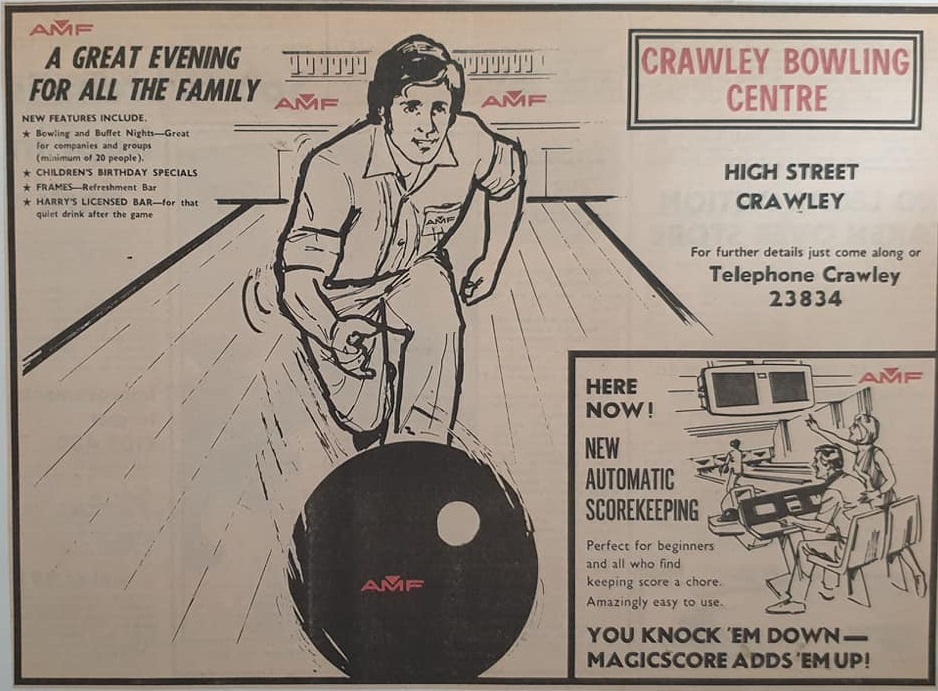 AMF
A GREAT EVENING
FOR ALL THE FAMILY
NEW FEATURES INCLUDE.
★ Bowling and Buffet Nights—Great
for companies and groups
(minimum of 20 people).
★ CHILDREN'S BIRTHDAY SPECIALS
★ FRAMES—Refreshment Bar
★ HARRY'S LICENSED BAR—for that
quiet drink after the game
AMF
AMF
AMF
AMF
CRAWLEY BOWLING
CENTRE
HIGH STREET
CRAWLEY
For further details just come along or
Telephone Crawley
23834
AMF
HERE
NOW!
NEW
AUTOMATIC
SCOREKEEPING
Perfect for beginners
and all who find
keeping score a chore.
Amazingly easy to use.
YOU KNOCK 'EM DOWN—
MAGICSCORE ADDS 'EM UP!